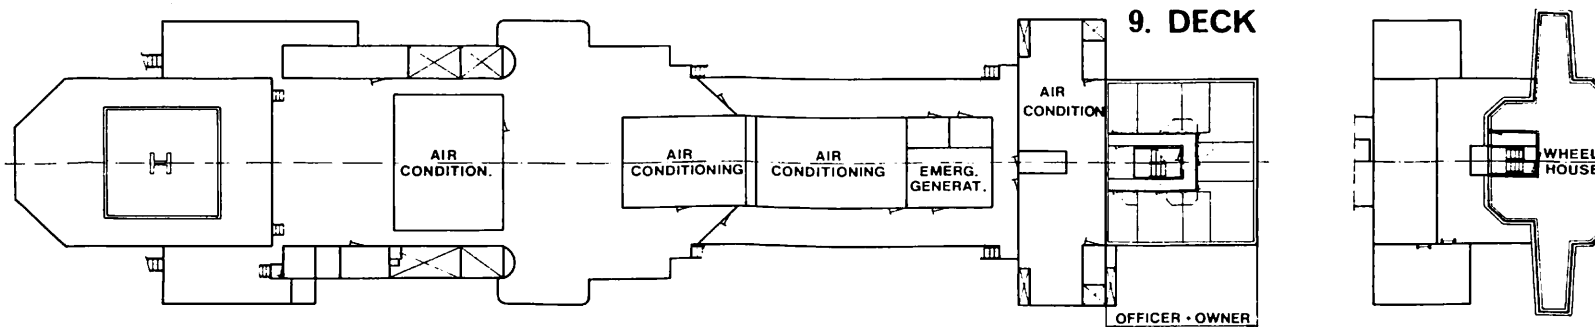 9. DECK
AIR
CONDITION.
AIR
CONDITIONING
AIR
CONDITIONING
EMERG.
GENERAT.
AIR
CONDITION
OFFICER • OWNER
WHEEL
HOUSE
H